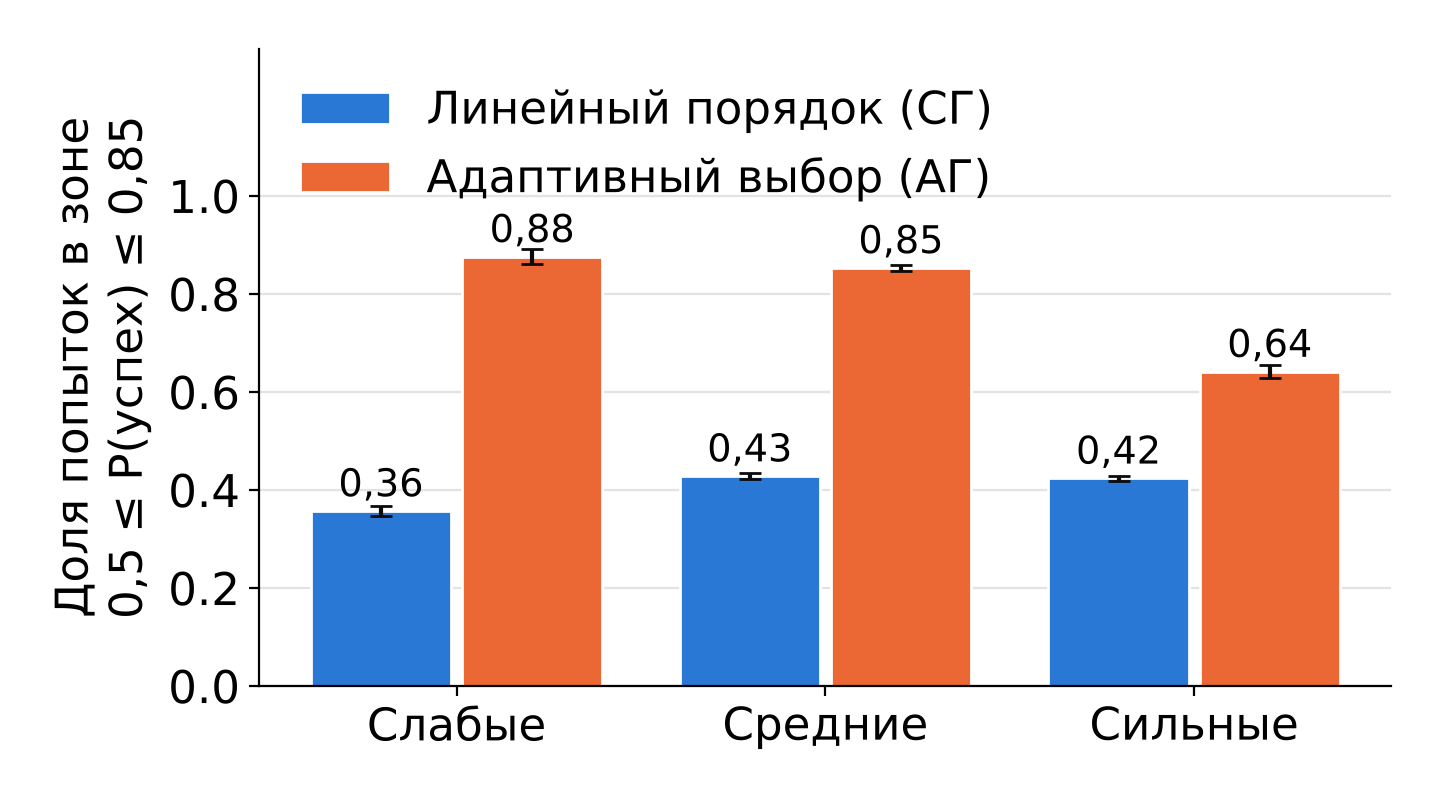 Доля попыток в зоне
0,5 ≤ P(успех) ≤ 0,85
Линейный порядок (СГ)
Адаптивный выбор (АГ)
1.0
0.8
0.6
0.4
0.2
0.0
0,36
0,88
0,43
0,85
0,42
0,64
Слабые
Средние
Сильные